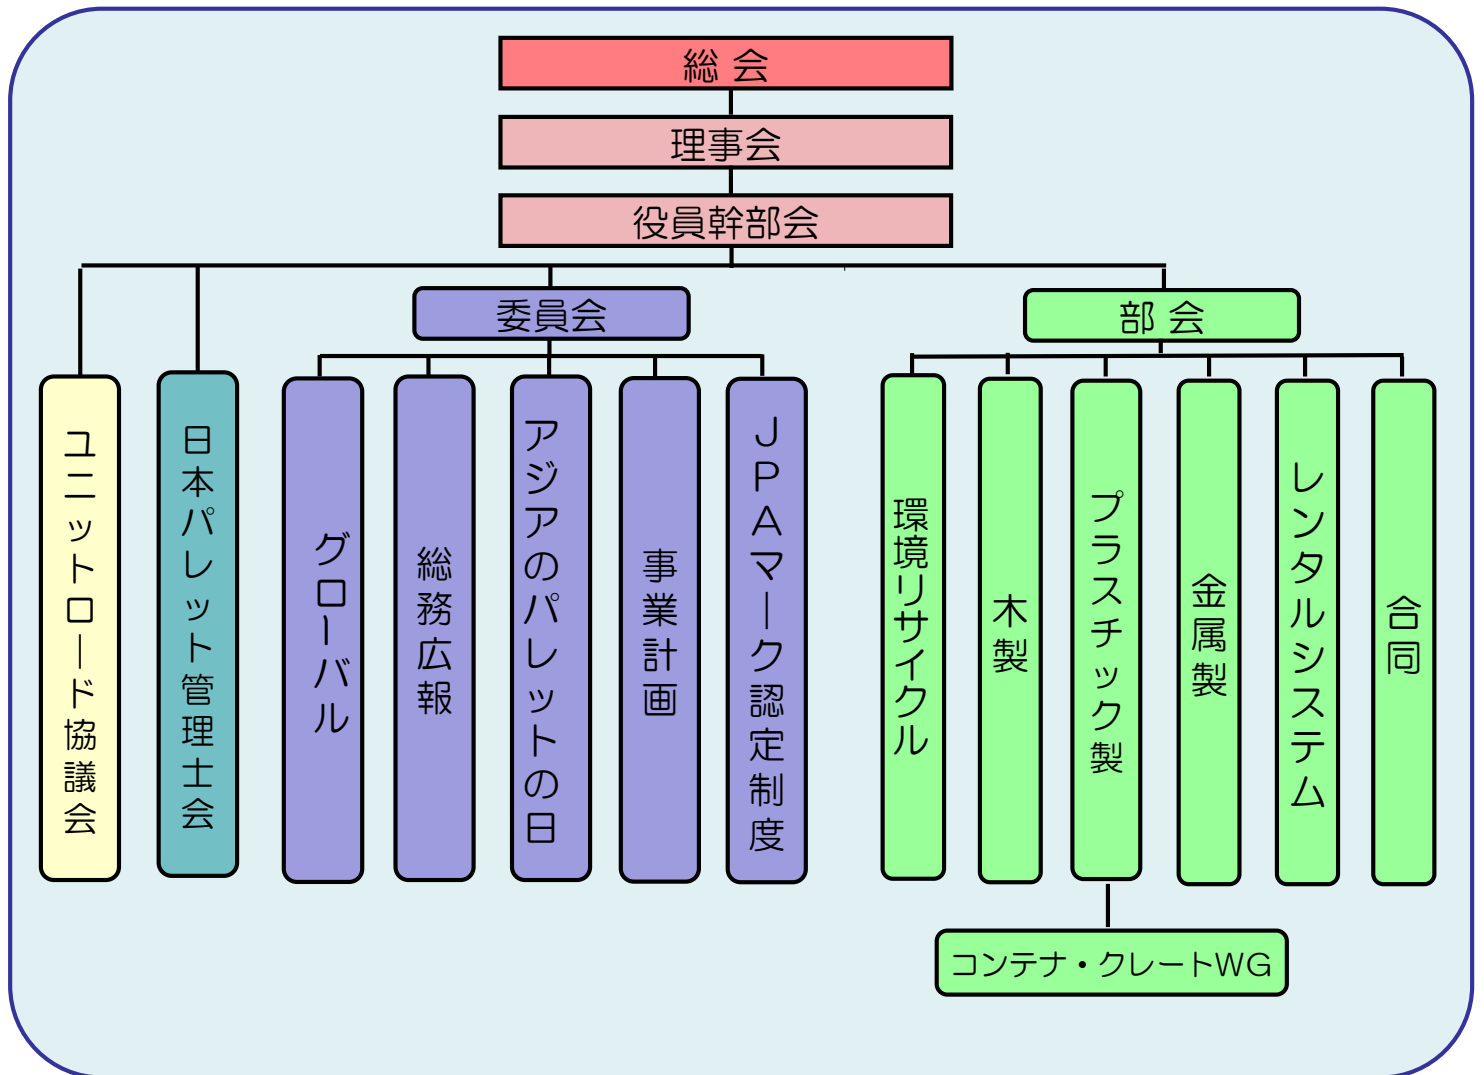 総 会
理事会
役員幹部会
委員会
部 会
ユニットロード協議会
日本パレット管理士会
グローバル
総務広報
アジアのパレットの日
事業計画
JPAマーク認定制度
環境リサイクル
木製
プラスチック製
金属製
レンタルシステム
合同
コンテナ・クレートWG